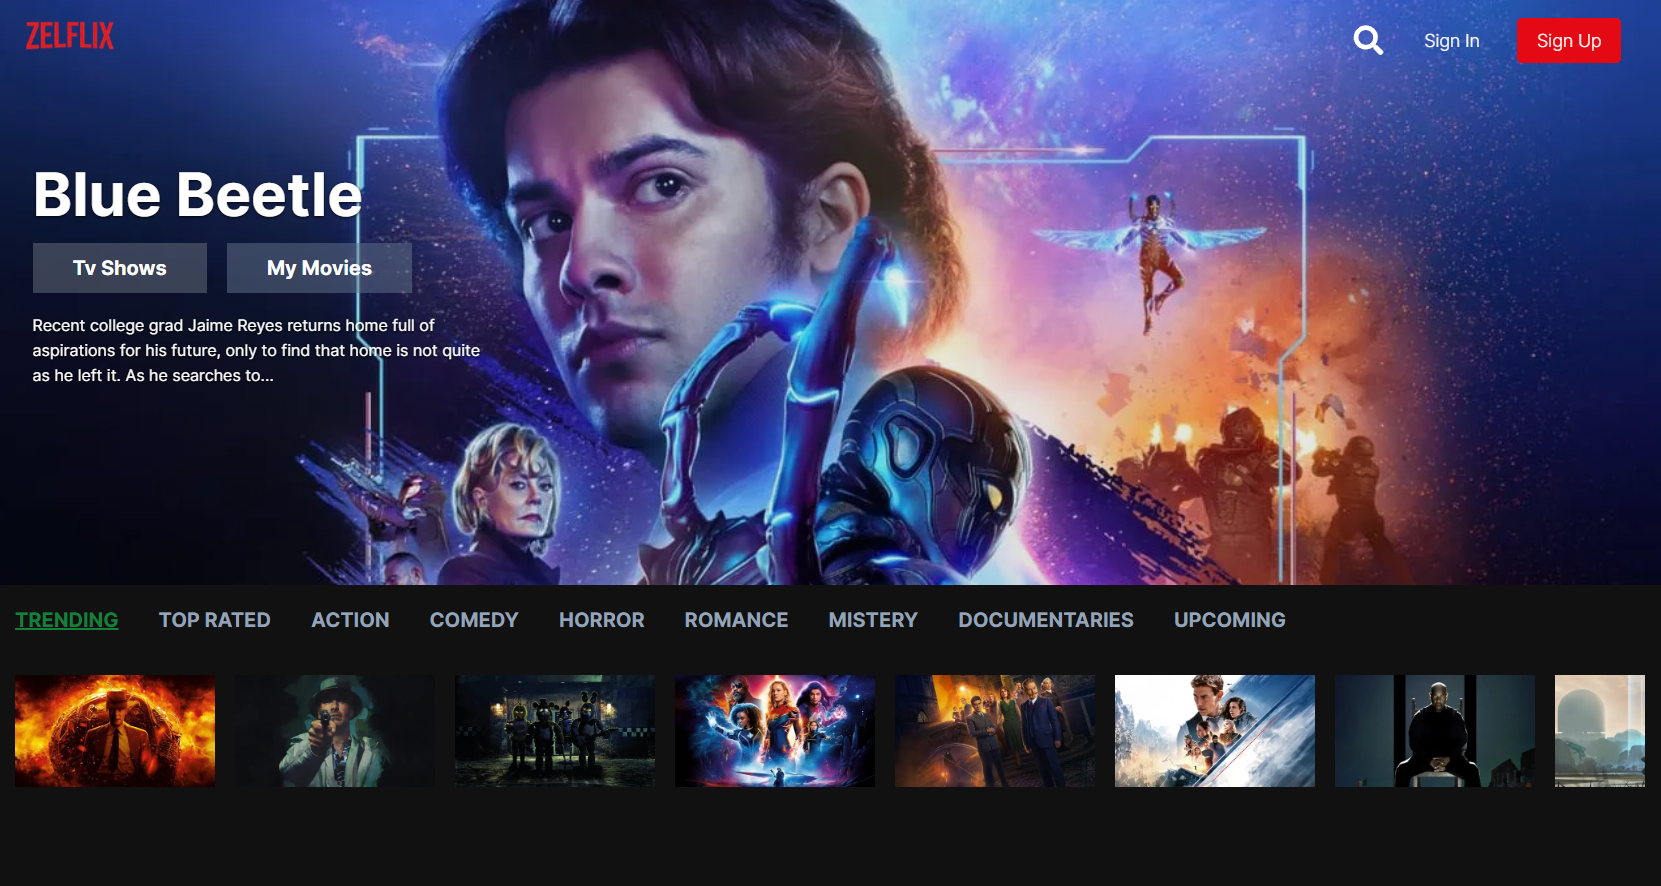 ZELFLIX
Sign In
Sign Up
Blue Beetle
Tv Shows
My Movies
Recent college grad Jaime Reyes returns home full of
aspirations for his future, only to find that home is not quite
as he left it. As he searches to...
TRENDING
TOP RATED
ACTION
COMEDY
HORROR
ROMANCE
MISTERY
DOCUMENTARIES
UPCOMING